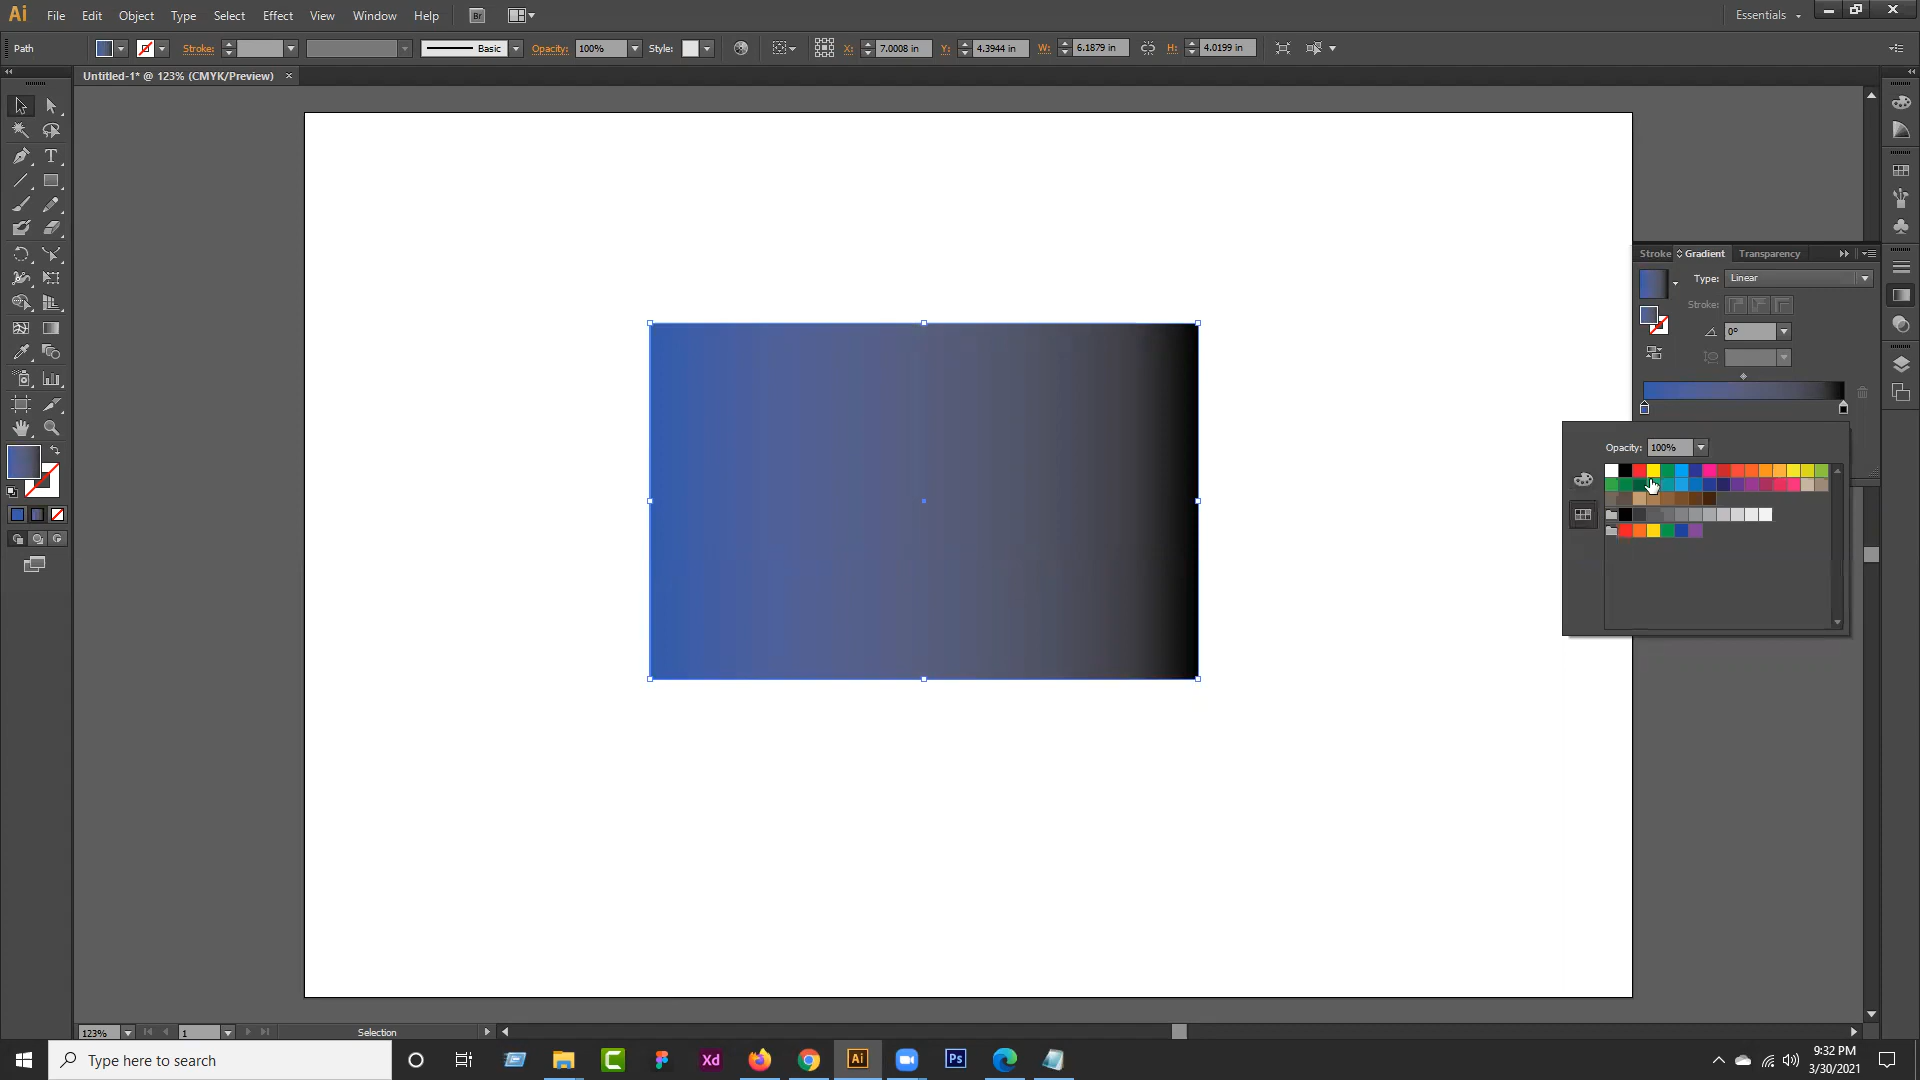 Ai File Edit Object Type Select Effect View Window Help Br Essentials
Path Stroke: Basic Opacity: 100% Style: X: 7.0008 in Y: 4.3944 in W: 6.1879 in H: 4.0199 in
Untitled-1* @ 123% (CMYK/Preview) ×
T
Stroke Gradient Transparency
Type: Linear
Stroke:
0°
Opacity: 100%
123% 1 Selection
Type here to search Xd Ai Ps 9:32 PM
3/30/2021